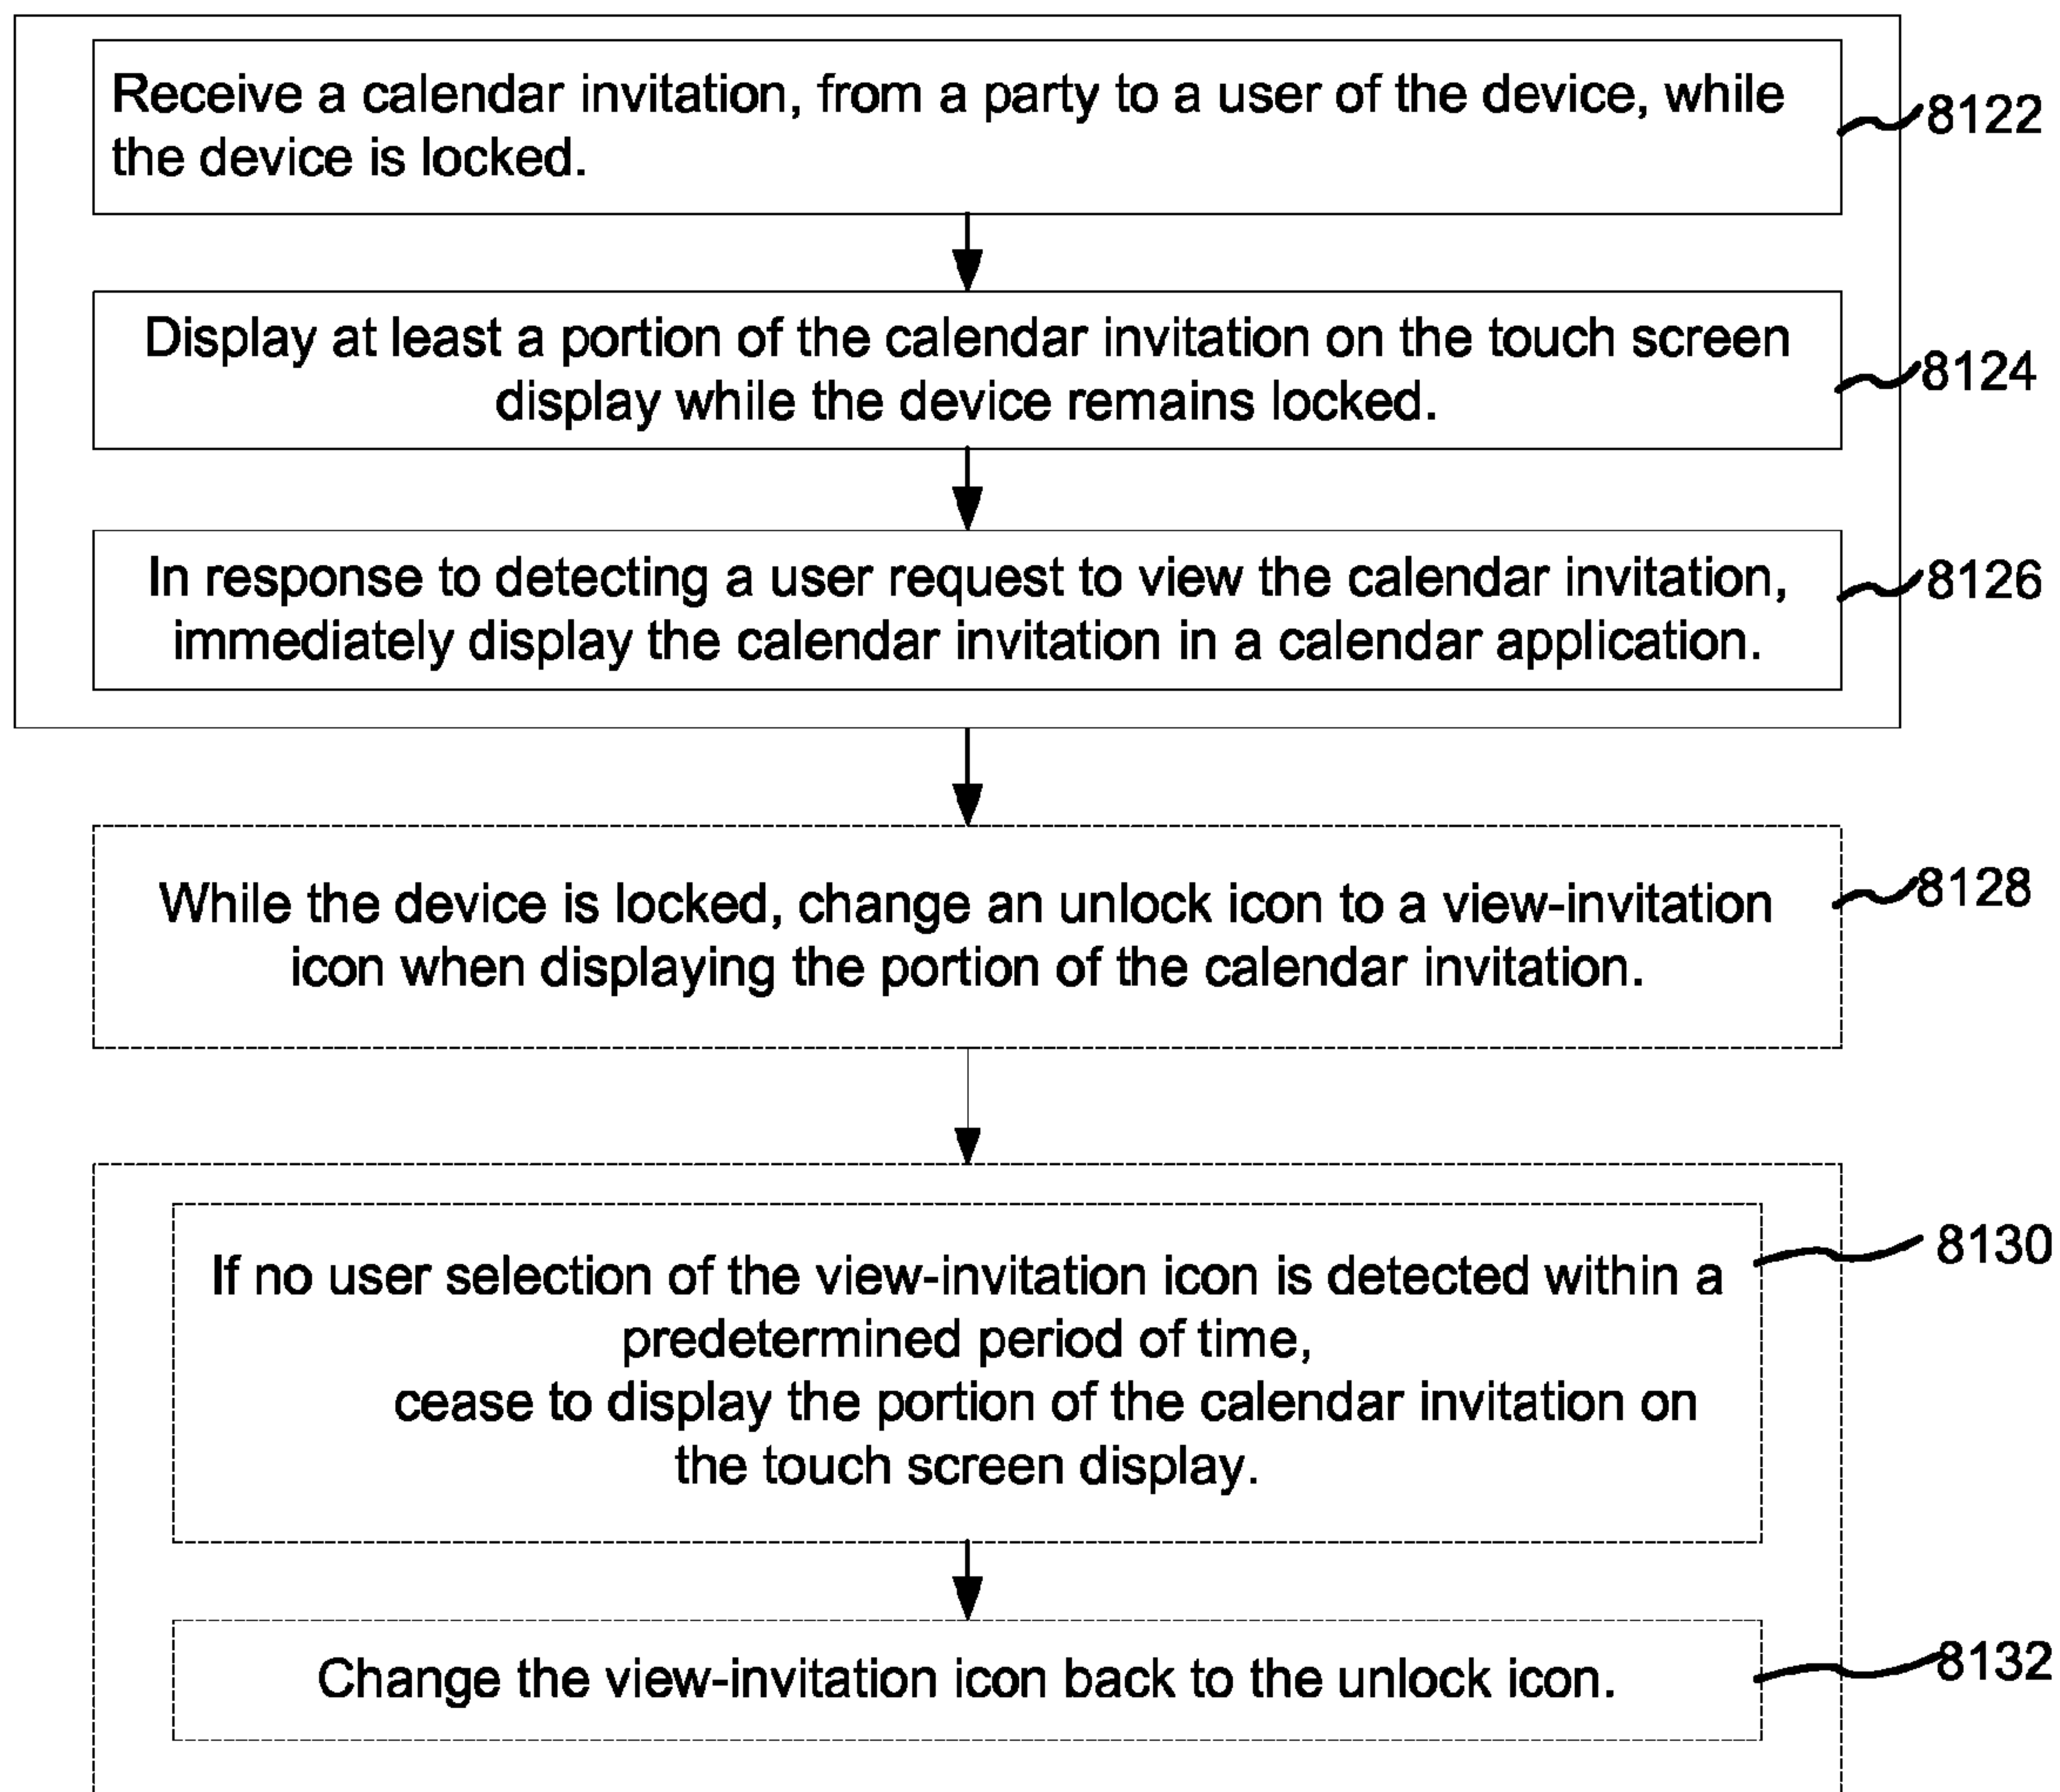 Receive a calendar invitation, from a party to a user of the device, while
the device is locked.
8122
Display at least a portion of the calendar invitation on the touch screen
display while the device remains locked.
8124
In response to detecting a user request to view the calendar invitation,
immediately display the calendar invitation in a calendar application.
8126
While the device is locked, change an unlock icon to a view-invitation
icon when displaying the portion of the calendar invitation.
8128
If no user selection of the view-invitation icon is detected within a
predetermined period of time,
cease to display the portion of the calendar invitation on
the touch screen display.
8130
Change the view-invitation icon back to the unlock icon.
8132